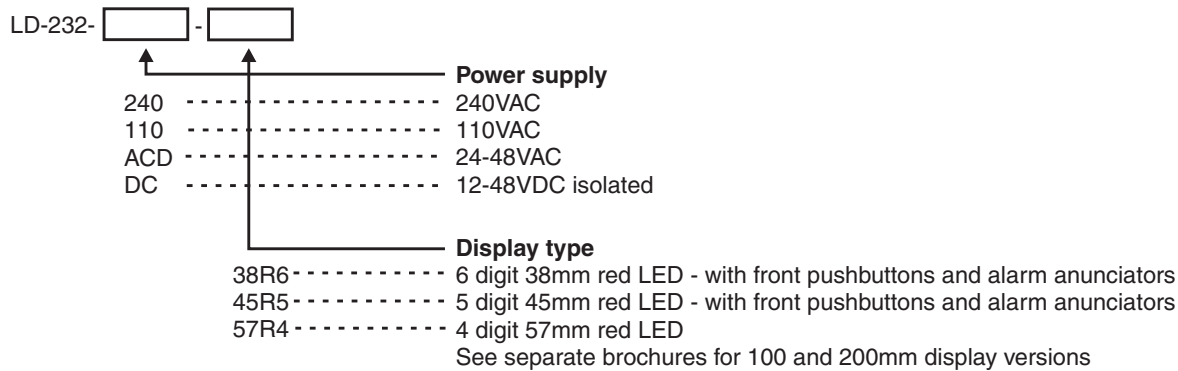 LD-232- -
Power supply
240 240VAC
110 110VAC
ACD 24-48VAC
DC 12-48VDC isolated
Display type
38R6 6 digit 38mm red LED - with front pushbuttons and alarm anunciators
45R5 5 digit 45mm red LED - with front pushbuttons and alarm anunciators
57R4 4 digit 57mm red LED
See separate brochures for 100 and 200mm display versions